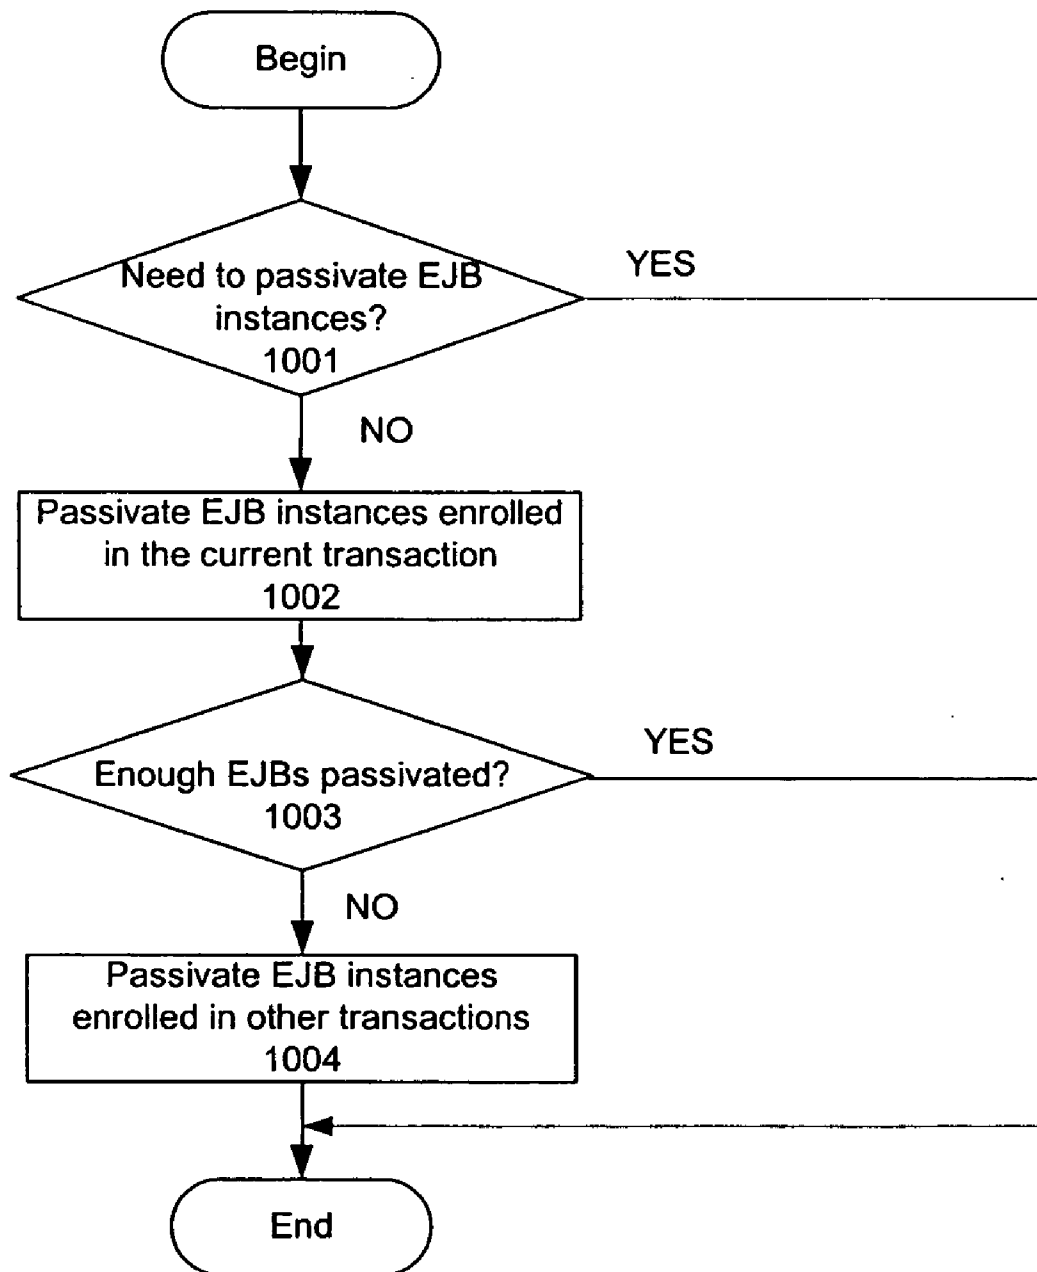 Begin
Need to passivate EJB
instances?
1001
YES
NO
Passivate EJB instances enrolled
in the current transaction
1002
Enough EJBs passivated?
1003
YES
NO
Passivate EJB instances
enrolled in other transactions
1004
End